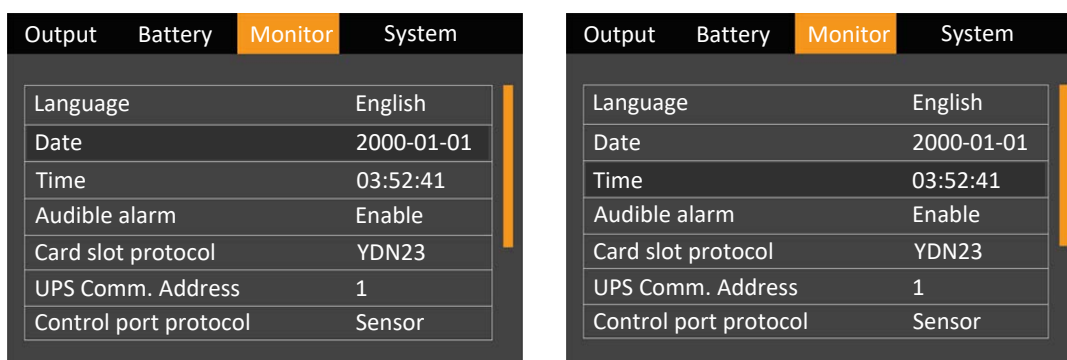 Output Battery Monitor System
Language English
Date 2000-01-01
Time 03:52:41
Audible alarm Enable
Card slot protocol YDN23
UPS Comm. Address 1
Control port protocol Sensor
Output Battery Monitor System
Language English
Date 2000-01-01
Time 03:52:41
Audible alarm Enable
Card slot protocol YDN23
UPS Comm. Address 1
Control port protocol Sensor